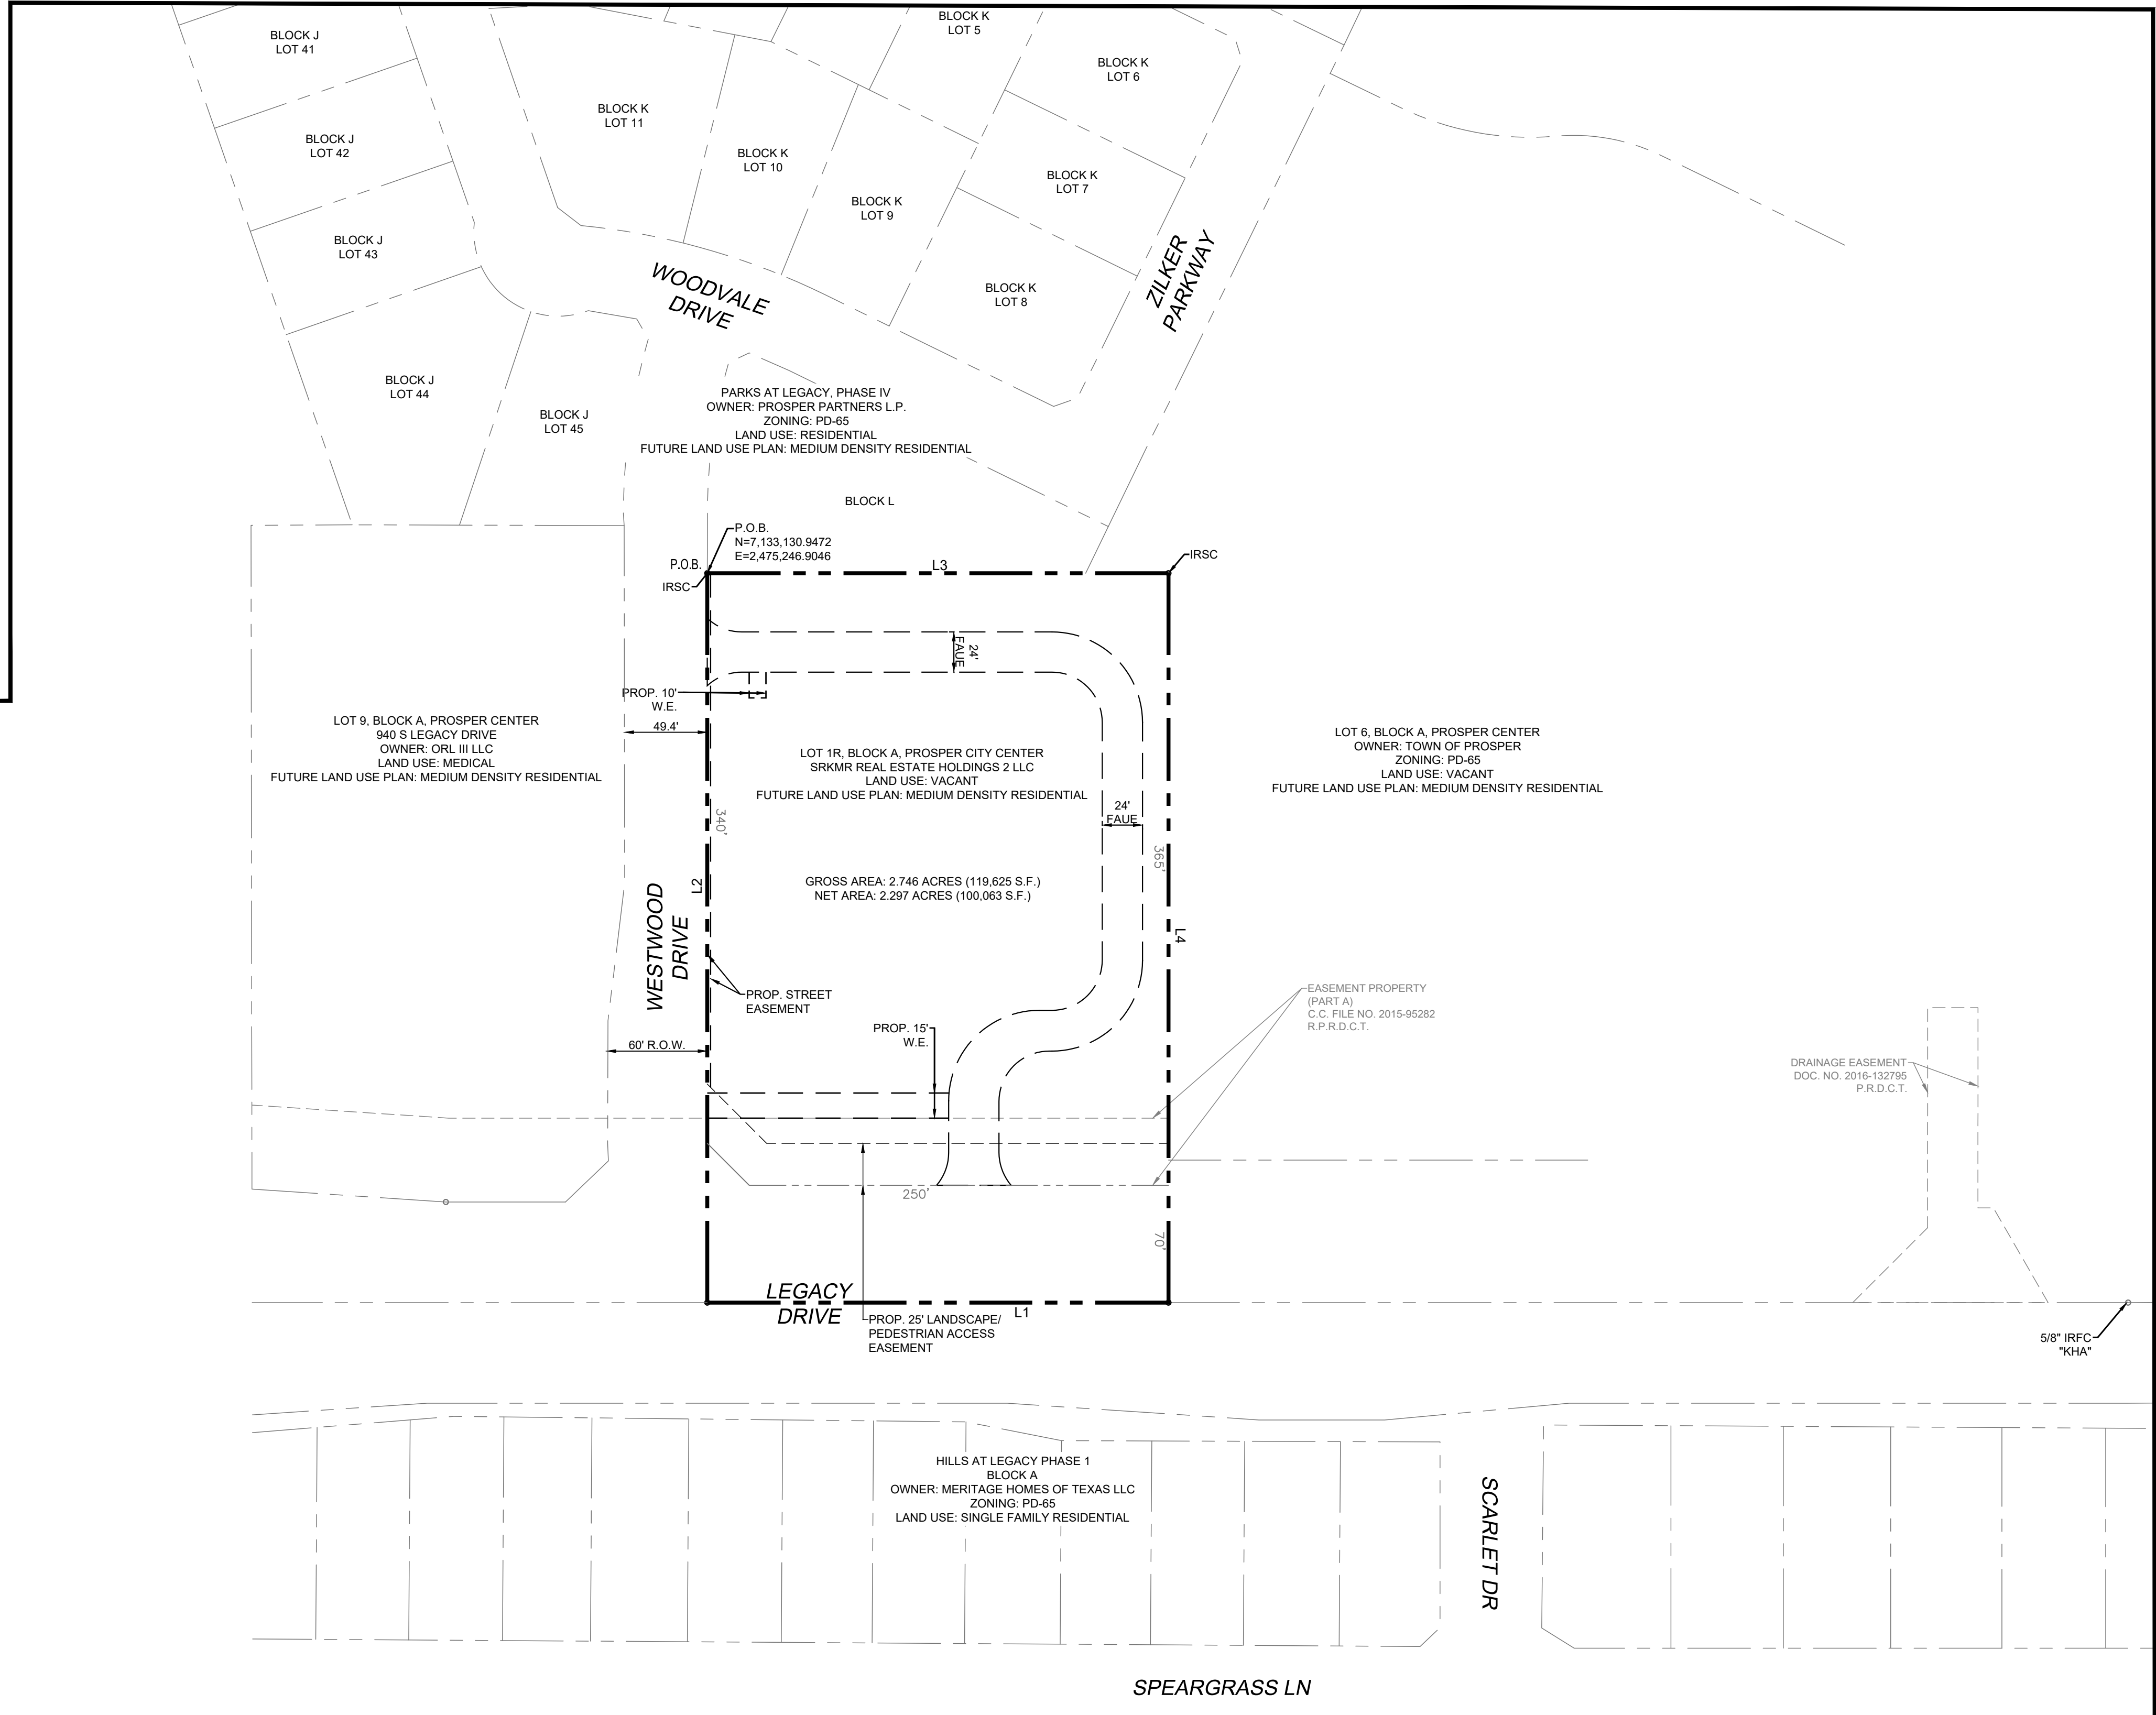 BLOCK J
LOT 41
BLOCK K
LOT 5
BLOCK K
LOT 6
BLOCK K
LOT 11
BLOCK J
LOT 42
BLOCK K
LOT 10
BLOCK K
LOT 7
BLOCK K
LOT 9
BLOCK J
LOT 43
WOODVALE
DRIVE
BLOCK K
LOT 8
ZILKER
PARKWAY
BLOCK J
LOT 44
BLOCK J
LOT 45
PARKS AT LEGACY, PHASE IV
OWNER: PROSPER PARTNERS L.P.
ZONING: PD-65
LAND USE: RESIDENTIAL
FUTURE LAND USE PLAN: MEDIUM DENSITY RESIDENTIAL
BLOCK L
P.O.B.
N=7,133,130.9472
E=2,475,246.9046
P.O.B.
IRSC
L3
IRSC
24'
FAUE
PROP. 10'
W.E.
49.4'
LOT 9, BLOCK A, PROSPER CENTER
940 S LEGACY DRIVE
OWNER: ORL III LLC
LAND USE: MEDICAL
FUTURE LAND USE PLAN: MEDIUM DENSITY RESIDENTIAL
LOT 1R, BLOCK A, PROSPER CITY CENTER
SRKMR REAL ESTATE HOLDINGS 2 LLC
LAND USE: VACANT
FUTURE LAND USE PLAN: MEDIUM DENSITY RESIDENTIAL
LOT 6, BLOCK A, PROSPER CENTER
OWNER: TOWN OF PROSPER
ZONING: PD-65
LAND USE: VACANT
FUTURE LAND USE PLAN: MEDIUM DENSITY RESIDENTIAL
24'
FAUE
340'
365'
GROSS AREA: 2.746 ACRES (119,625 S.F.)
NET AREA: 2.297 ACRES (100,063 S.F.)
L2
WESTWOOD
DRIVE
L4
PROP. STREET
EASEMENT
EASEMENT PROPERTY
(PART A)
C.C. FILE NO. 2015-95282
R.P.R.D.C.T.
PROP. 15'
W.E.
60' R.O.W.
DRAINAGE EASEMENT
DOC. NO. 2016-132795
P.R.D.C.T.
250'
70'
LEGACY
DRIVE
L1
PROP. 25' LANDSCAPE/
PEDESTRIAN ACCESS
EASEMENT
5/8" IRFC
"KHA"
HILLS AT LEGACY PHASE 1
BLOCK A
OWNER: MERITAGE HOMES OF TEXAS LLC
ZONING: PD-65
LAND USE: SINGLE FAMILY RESIDENTIAL
SCARLET DR
SPEARGRASS LN